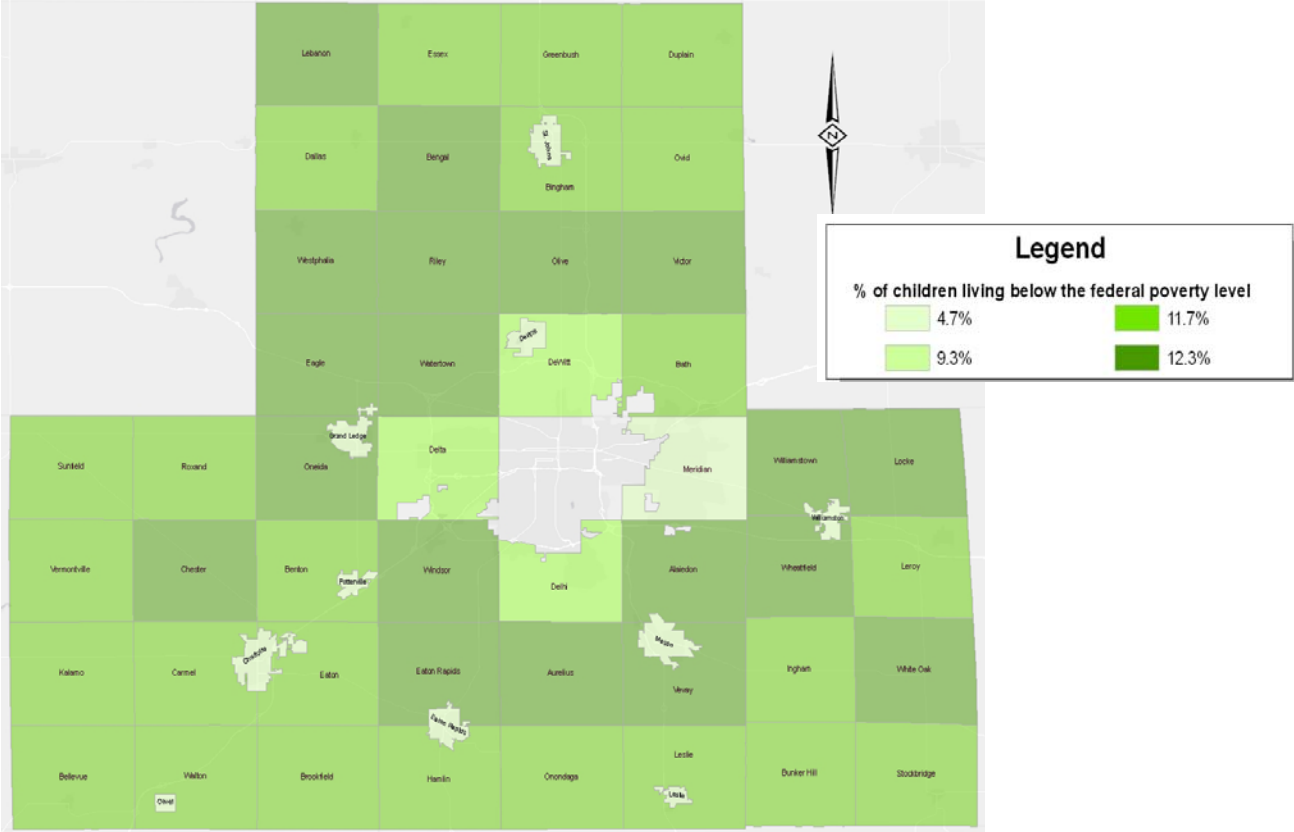 Lebanon
Essex
Greenbush
Duplain
Dallas
Bengal
St. Johns
Bingham
Ovid
Westphalia
Riley
Olive
Victor
Eagle
Watertown
DeWitt
DeWitt
Bath
N
Legend
% of children living below the federal poverty level
4.7%
11.7%
9.3%
12.3%
Sunfield
Roxand
Grand Ledge
Oneida
Delta
Meridian
Williamstown
Locke
Williamston
Vermontville
Chester
Benton
Potterville
Windsor
Delhi
Alaiedon
Wheatfield
Leroy
Kalamo
Carmel
Charlotte
Eaton
Eaton Rapids
Aurelius
Mason
Vevay
Ingham
White Oak
Eaton Rapids
Bellevue
Walton
Olivet
Brookfield
Hamlin
Onondaga
Leslie
Leslie
Bunker Hill
Stockbridge